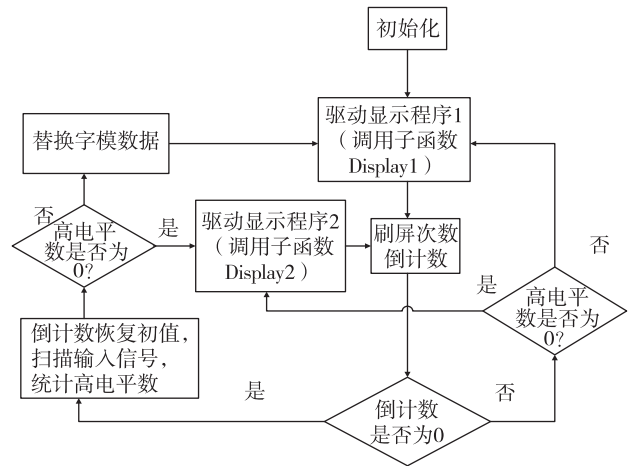 初始化
驱动显示程序1
（调用子函数
Display1）
替换字模数据
否
高电平
数是否为
0?
是
驱动显示程序2
（调用子函数
Display2）
刷屏次数
倒计数
否
是
高电平
数是否为
0?
倒计数恢复初值，
扫描输入信号，
统计高电平数
是
倒计数
是否为0
否